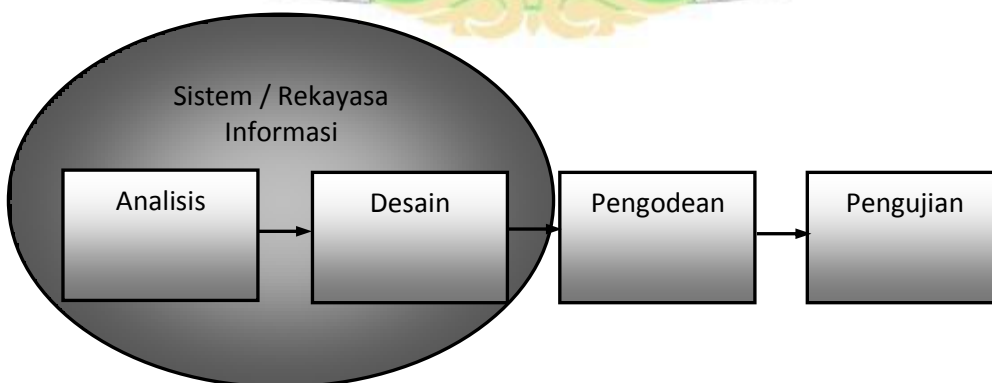 Sistem / Rekayasa
Informasi
Analisis
Desain
Pengodean
Pengujian